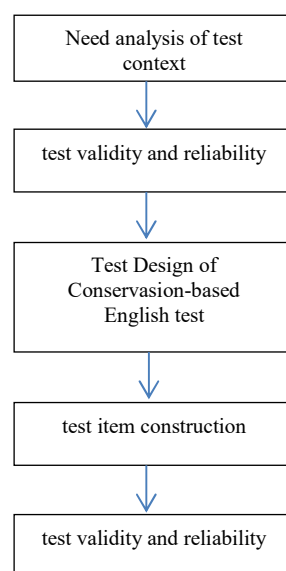 Need analysis of test
context
test validity and reliability
Test Design of
Conservasion-based
English test
test item construction
test validity and reliability